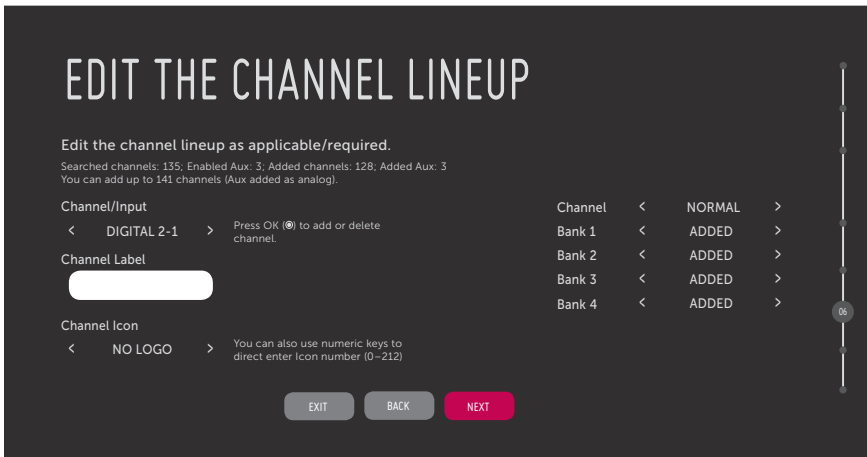 EDIT THE CHANNEL LINEUP
Edit the channel lineup as applicable/required.
Searched channels: 135; Enabled Aux: 3; Added channels: 128; Added Aux: 3
You can add up to 141 channels (Aux added as analog).
Channel/Input
< DIGITAL 2-1 >
Press OK (◉) to add or delete
channel.
Channel Label
Channel Icon
< NO LOGO >
You can also use numeric keys to
direct enter Icon number (0–212)
Channel < NORMAL >
Bank 1 < ADDED >
Bank 2 < ADDED >
Bank 3 < ADDED >
Bank 4 < ADDED >
06
EXIT
BACK
NEXT